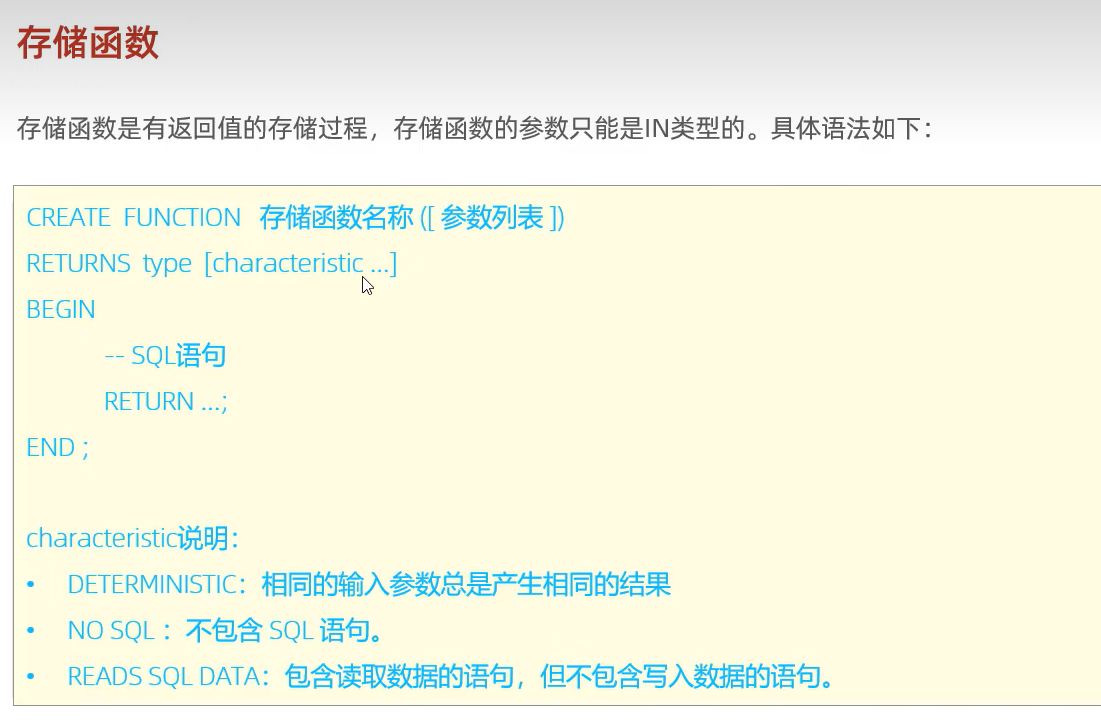 存储函数
存储函数是有返回值的存储过程，存储函数的参数只能是IN类型的。具体语法如下：
CREATE FUNCTION 存储函数名称 ([ 参数列表 ])
RETURNS type [characteristic ...]
BEGIN
-- SQL语句
RETURN ...;
END ;
characteristic说明：
• DETERMINISTIC：相同的输入参数总是产生相同的结果
• NO SQL ：不包含 SQL 语句。
• READS SQL DATA：包含读取数据的语句，但不包含写入数据的语句。